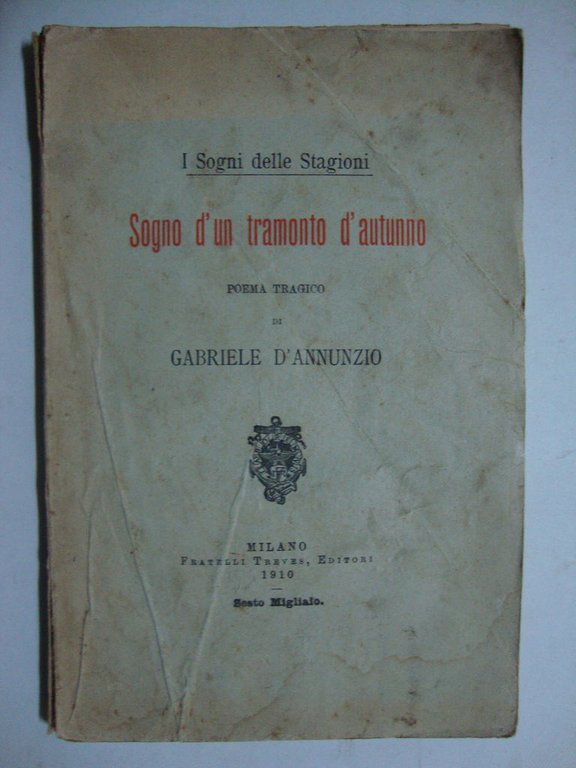 I Sogni delle Stagioni
Sogno d'un tramonto d'autunno
POEMA TRAGICO
DI
GABRIELE D'ANNUNZIO
MILANO
FRATELLI TREVES, EDITORI
1910
Sesto Migliaio.